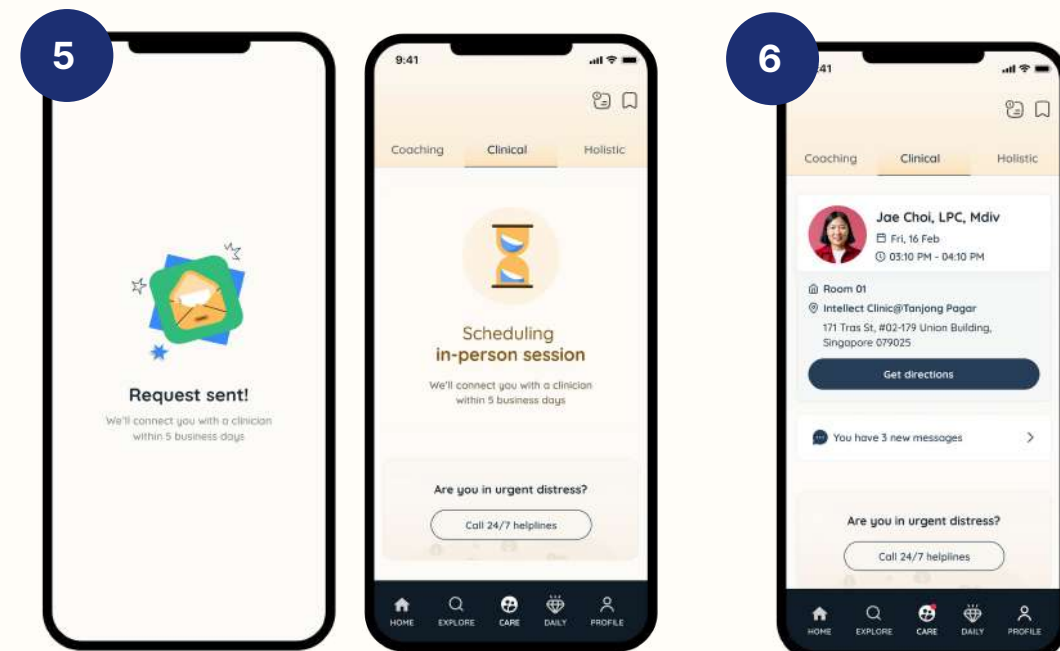 5
Request sent!
We'll connect you with a clinician
within 5 business days
9:41
Coaching Clinical Holistic
Scheduling
in-person session
We'll connect you with a clinician
within 5 business days
Are you in urgent distress?
Call 24/7 helplines
HOME EXPLORE CARE DAILY PROFILE
6
:41
Coaching Clinical Holistic
Jae Choi, LPC, Mdiv
Fri, 16 Feb
03:10 PM - 04:10 PM
Room 01
Intellect Clinic@Tanjong Pagar
171 Tras St, #02-179 Union Building,
Singapore 079025
Get directions
You have 3 new messages
Are you in urgent distress?
Call 24/7 helplines
HOME EXPLORE CARE DAILY PROFILE